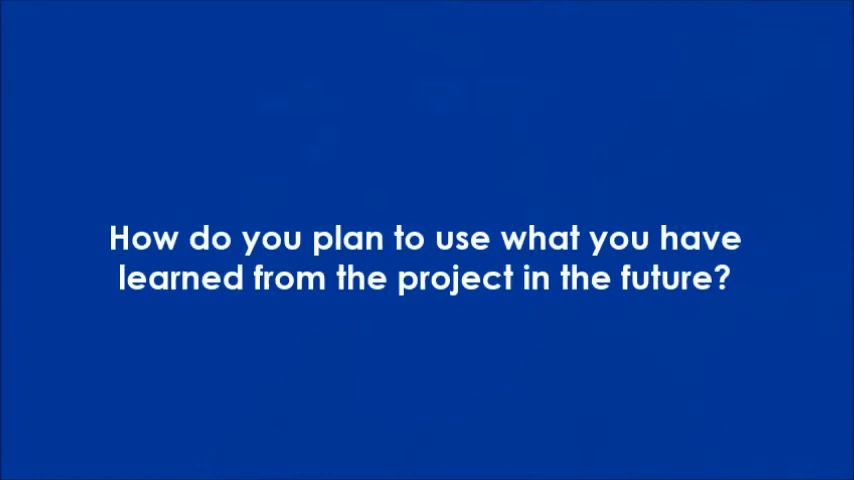 How do you plan to use what you have
learned from the project in the future?